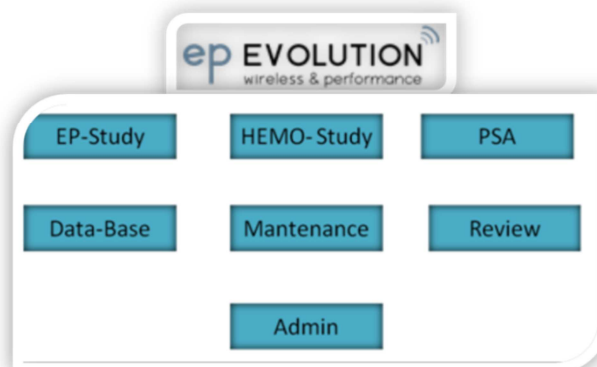 ep EVOLUTION
wireless & performance
EP-Study
HEMO- Study
PSA
Data-Base
Mantenance
Review
Admin